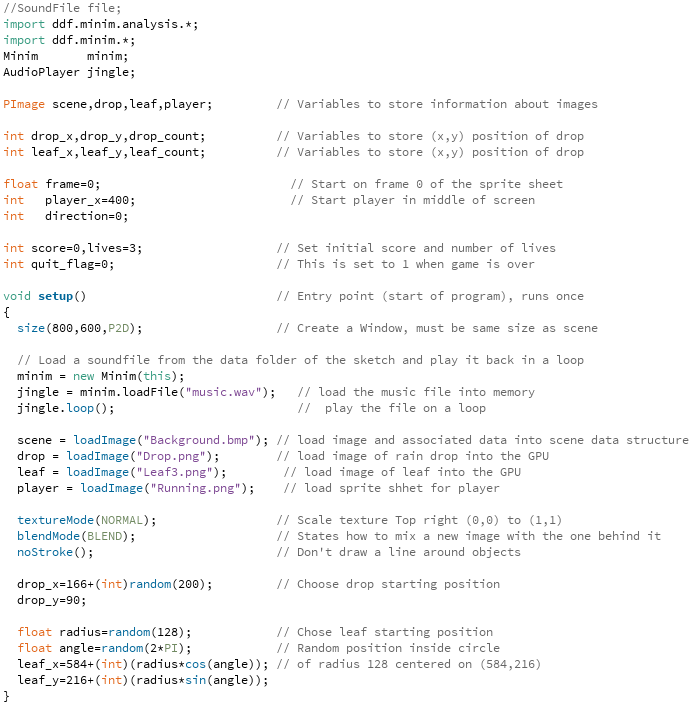 //SoundFile file;
import ddf.minim.analysis.*;
import ddf.minim.*;
Minim       minim;
AudioPlayer jingle;

PImage scene,drop,leaf,player;         // Variables to store information about images

int drop_x,drop_y,drop_count;          // Variables to store (x,y) position of drop
int leaf_x,leaf_y,leaf_count;          // Variables to store (x,y) position of drop

float frame=0;                           // Start on frame 0 of the sprite sheet
int   player_x=400;                      // Start player in middle of screen
int   direction=0;

int score=0,lives=3;                   // Set initial score and number of lives
int quit_flag=0;                       // This is set to 1 when game is over

void setup()                           // Entry point (start of program), runs once
{
  size(800,600,P2D);                   // Create a Window, must be same size as scene

  // Load a soundfile from the data folder of the sketch and play it back in a loop
  minim = new Minim(this);
  jingle = minim.loadFile("music.wav");   // load the music file into memory
  jingle.loop();                          //  play the file on a loop

  scene = loadImage("Background.bmp"); // load image and associated data into scene data structure
  drop = loadImage("Drop.png");        // load image of rain drop into the GPU
  leaf = loadImage("Leaf3.png");        // load image of leaf into the GPU
  player = loadImage("Running.png");    // load sprite shhet for player

  textureMode(NORMAL);                 // Scale texture Top right (0,0) to (1,1)
  blendMode(BLEND);                    // States how to mix a new image with the one behind it
  noStroke();                          // Don't draw a line around objects

  drop_x=166+(int)random(200);         // Choose drop starting position
  drop_y=90;

  float radius=random(128);            // Chose leaf starting position
  float angle=random(2*PI);            // Random position inside circle
  leaf_x=584+(int)(radius*cos(angle)); // of radius 128 centered on (584,216)
  leaf_y=216+(int)(radius*sin(angle));
}